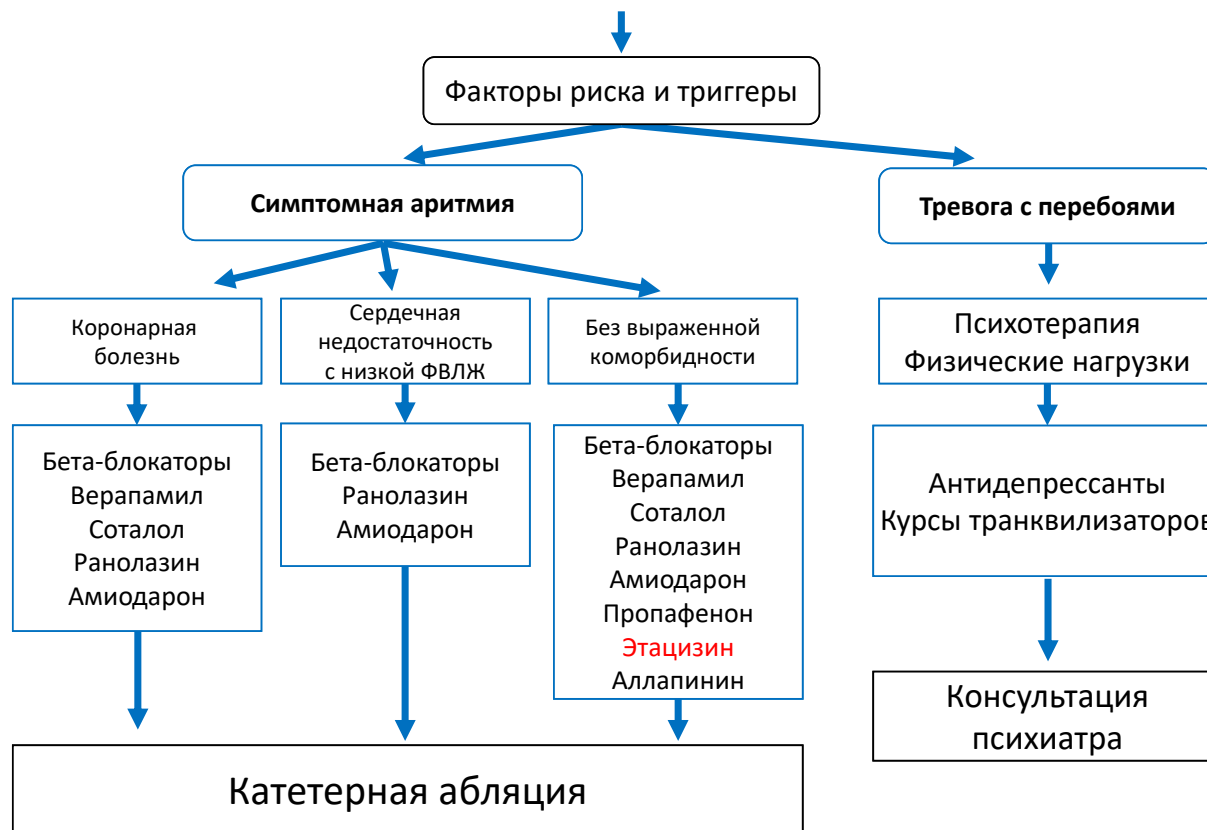 Факторы риска и триггеры
Симптомная аритмия
Тревога с перебоями
Коронарная
болезнь
Сердечная
недостаточность
с низкой ФВЛЖ
Без выраженной
коморбидности
Психотерапия
Физические нагрузки
Бета-блокаторы
Верапамил
Соталол
Ранолазин
Амиодарон
Бета-блокаторы
Ранолазин
Амиодарон
Бета-блокаторы
Верапамил
Соталол
Ранолазин
Амиодарон
Пропафенон
Этацизин
Аллапинин
Антидепрессанты
Курсы транквилизаторов
Катетерная абляция
Консультация
психиатра